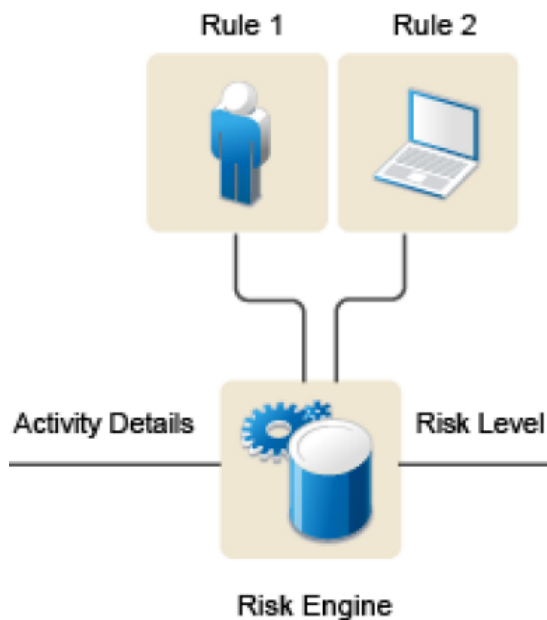 Rule 1
Rule 2
Activity Details
Risk Level
Risk Engine